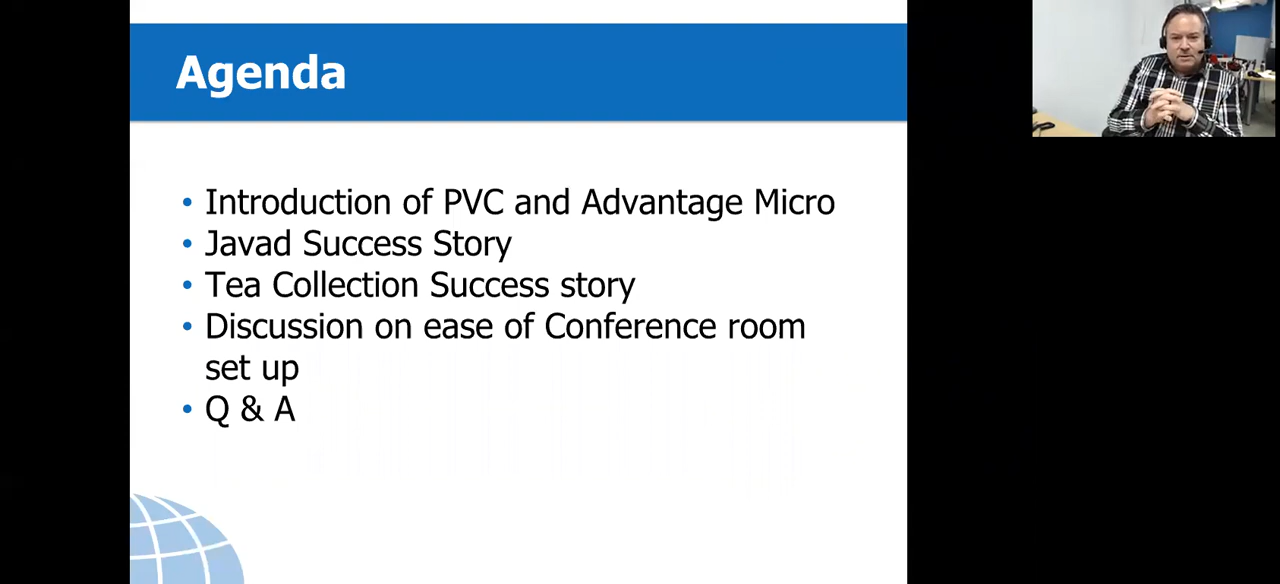 Agenda
• Introduction of PVC and Advantage Micro
• Javad Success Story
• Tea Collection Success story
• Discussion on ease of Conference room
set up
• Q & A